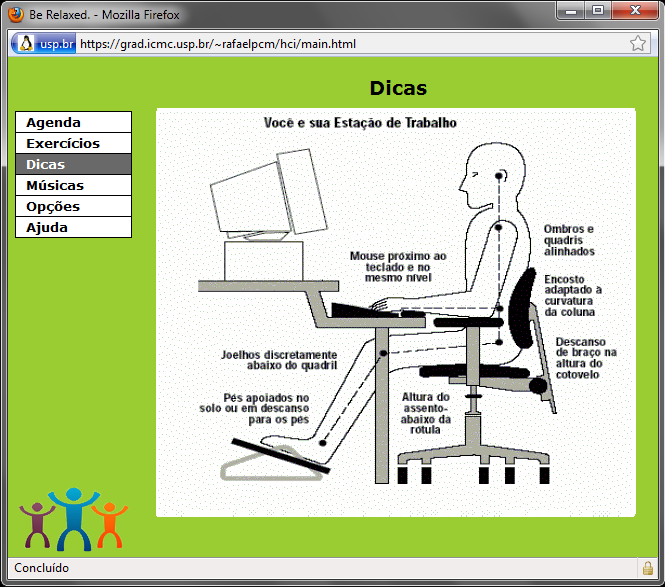 Be Relaxed. - Mozilla Firefox
usp.br https://grad.icmc.usp.br/~rafaelpcm/hci/main.html
Dicas
Agenda
Exercícios
Dicas
Músicas
Opções
Ajuda
Você e sua Estação de Trabalho
Mouse próximo ao
teclado e no
mesmo nível
Ombros e
quadris
alinhados
Encosto
adaptado à
curvatura
da coluna
Descanso
de braço na
altura do
cotovelo
Joelhos discretamente
abaixo do quadril
Pés apoiados no
solo ou em descanso
para os pés
Altura do
assento-
abaixo da
rótula
Concluído